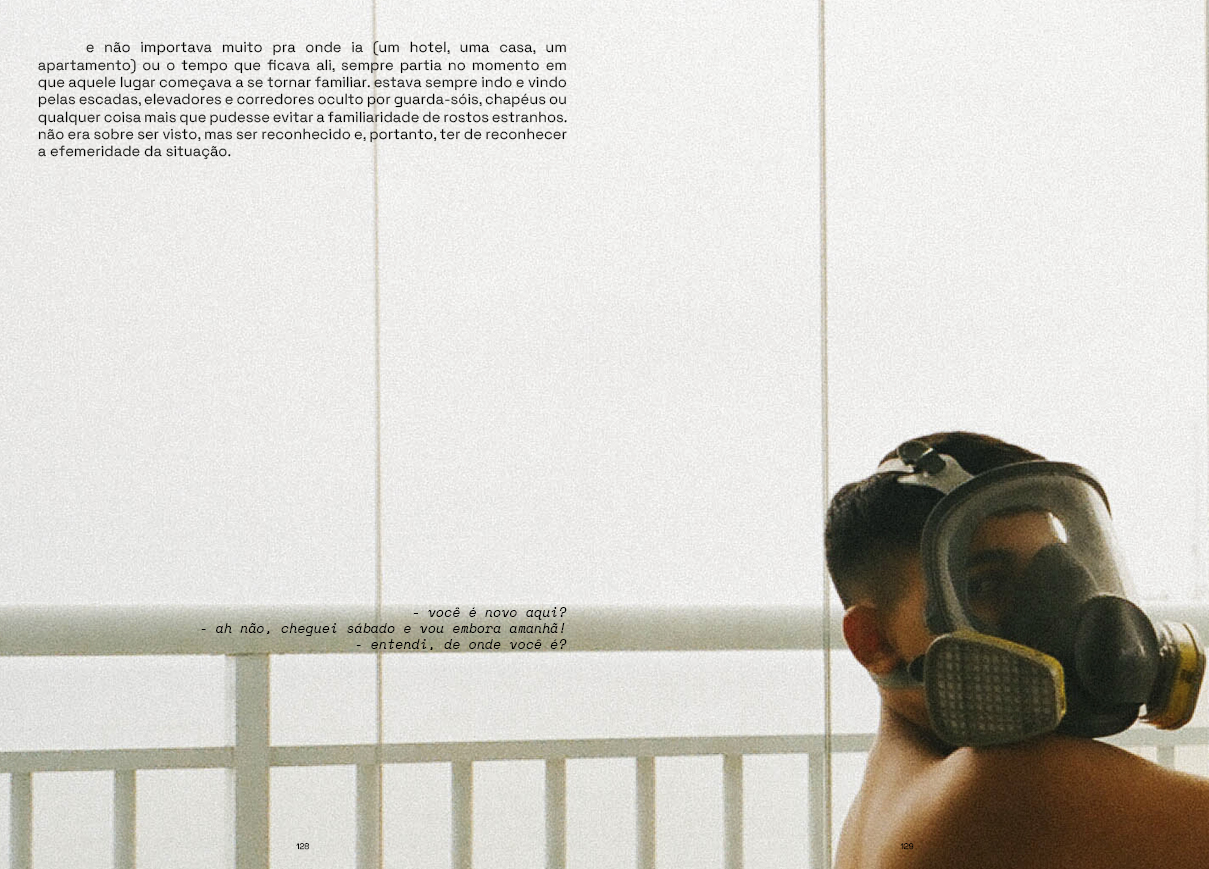 e não importava muito pra onde ia (um hotel, uma casa, um
apartamento) ou o tempo que ficava ali, sempre partia no momento em
que aquele lugar começava a se tornar familiar. estava sempre indo e vindo
pelas escadas, elevadores e corredores oculto por guarda-sóis, chapéus ou
qualquer coisa mais que pudesse evitar a familiaridade de rostos estranhos.
não era sobre ser visto, mas ser reconhecido e, portanto, ter de reconhecer
a efemeridade da situação.
- você é novo aqui?
- ah não, cheguei sábado e vou embora amanhã!
- entendi, de onde você é?
128
129